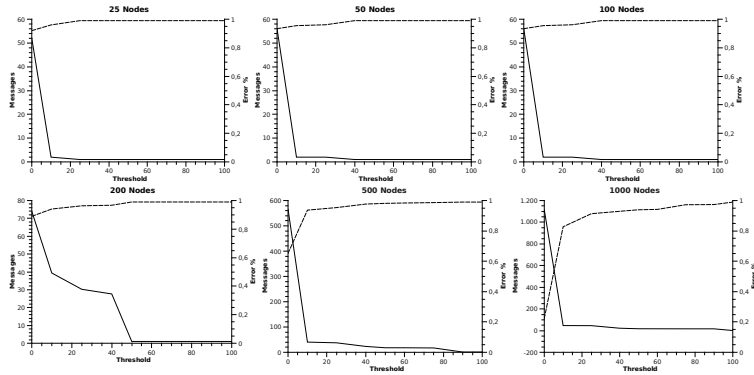 25 Nodes
60
50
40
30
20
10
0
Messages
1
0,8
0,6
0,4
0,2
0
Error %
0 20 40 60 80 100
Threshold
50 Nodes
60
50
40
30
20
10
0
Messages
1
0,8
0,6
0,4
0,2
0
Error %
0 20 40 60 80 100
Threshold
100 Nodes
60
50
40
30
20
10
0
Messages
1
0,8
0,6
0,4
0,2
0
Error %
0 20 40 60 80 100
Threshold
200 Nodes
80
70
60
50
40
30
20
10
0
Messages
1
0,8
0,6
0,4
0,2
0
Error %
0 20 40 60 80 100
Threshold
500 Nodes
600
500
400
300
200
100
0
Messages
1
0,8
0,6
0,4
0,2
0
Error %
0 20 40 60 80 100
Threshold
1000 Nodes
1.200
1.000
800
600
400
200
0
-200
Messages
1
0,8
0,6
0,4
0,2
0
Error %
0 20 40 60 80 100
Threshold